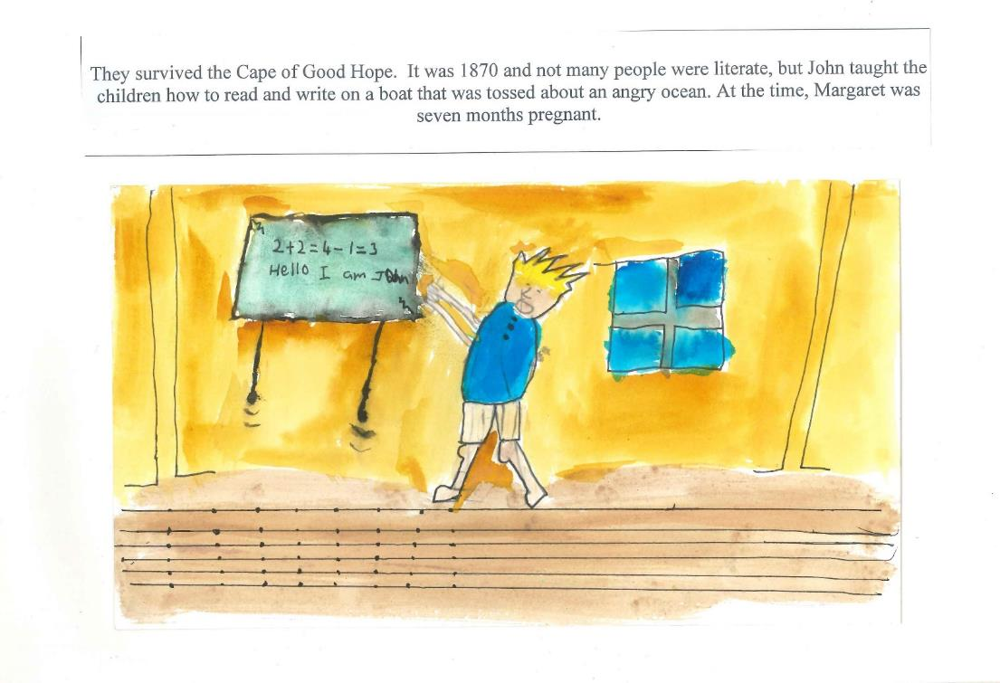 They survived the Cape of Good Hope.  It was 1870 and not many people were literate, but John taught the
children how to read and write on a boat that was tossed about an angry ocean. At the time, Margaret was
seven months pregnant.
2+2=4-1=3
Hello I am John